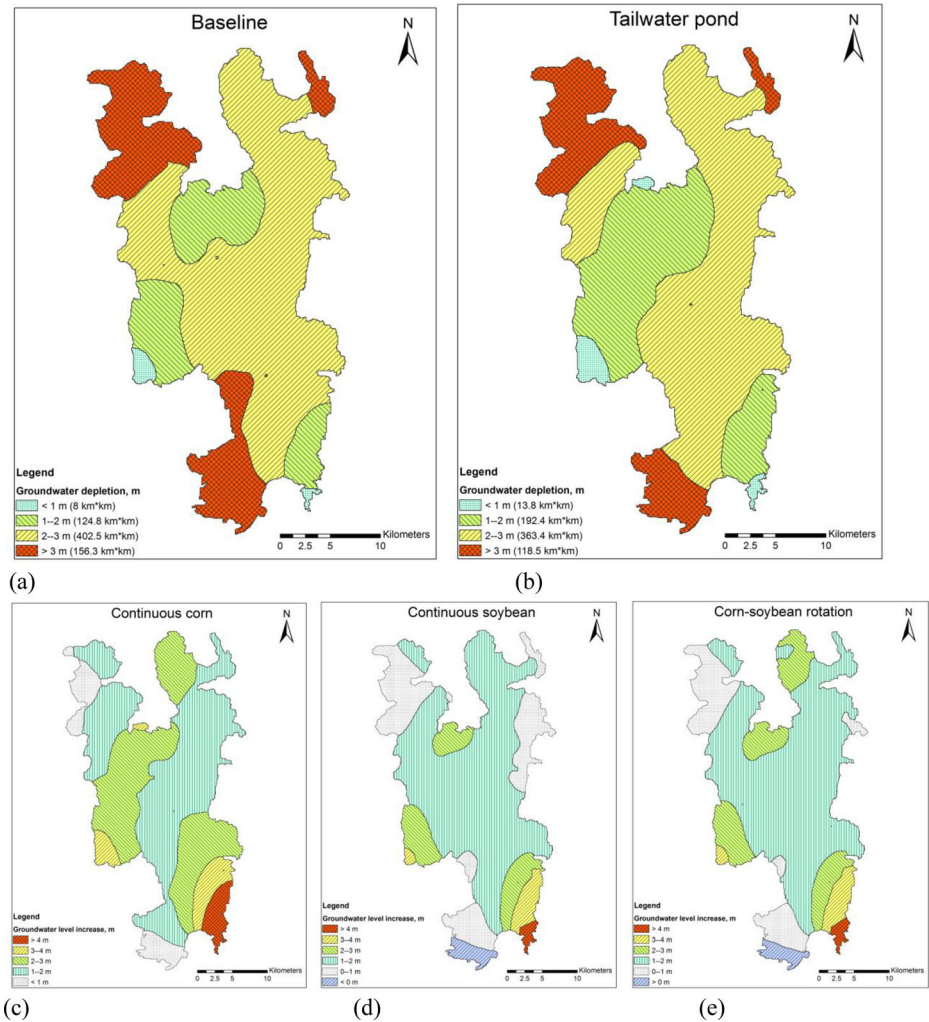 Baseline
N
Legend
Groundwater depletion, m
< 1 m (8 km*km)
1--2 m (124.8 km*km)
2--3 m (402.5 km*km)
> 3 m (156.3 km*km)
0 2.5 5 10
Kilometers
(a)
Tailwater pond
N
Legend
Groundwater depletion, m
< 1 m (13.8 km*km)
1--2 m (192.4 km*km)
2--3 m (363.4 km*km)
> 3 m (118.5 km*km)
0 2.5 5 10
Kilometers
(b)
Continuous corn
N
Legend
Groundwater level increase, m
> 4 m
3--4 m
2--3 m
1--2 m
< 1 m
0 2.5 5 10
Kilometers
(c)
Continuous soybean
N
Legend
Groundwater level increase, m
> 4 m
3--4 m
2--3 m
1--2 m
0--1 m
< 0 m
0 2.5 5 10
Kilometers
(d)
Corn-soybean rotation
N
Legend
Groundwater level increase, m
> 4 m
3--4 m
2--3 m
1--2 m
0--1 m
> 0 m
0 2.5 5 10
Kilometers
(e)